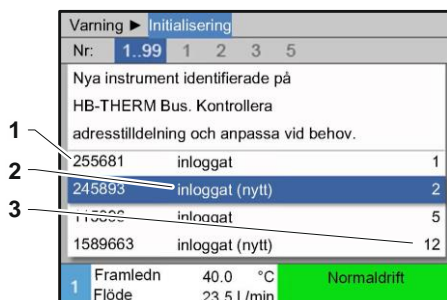 Varning ► Initialisering
Nr: 1..99 1 2 3 5
Nya instrument identifierade på
HB-THERM Bus. Kontrollera
adresstilldelning och anpassa vid behov.
1
255681 inloggat 1
2
245893 inloggat (nytt) 2
3
inloggat 5
1589663 inloggat (nytt) 12
1
Framledn 40.0 °C Normaldrift
Flöde 23.5 L/min